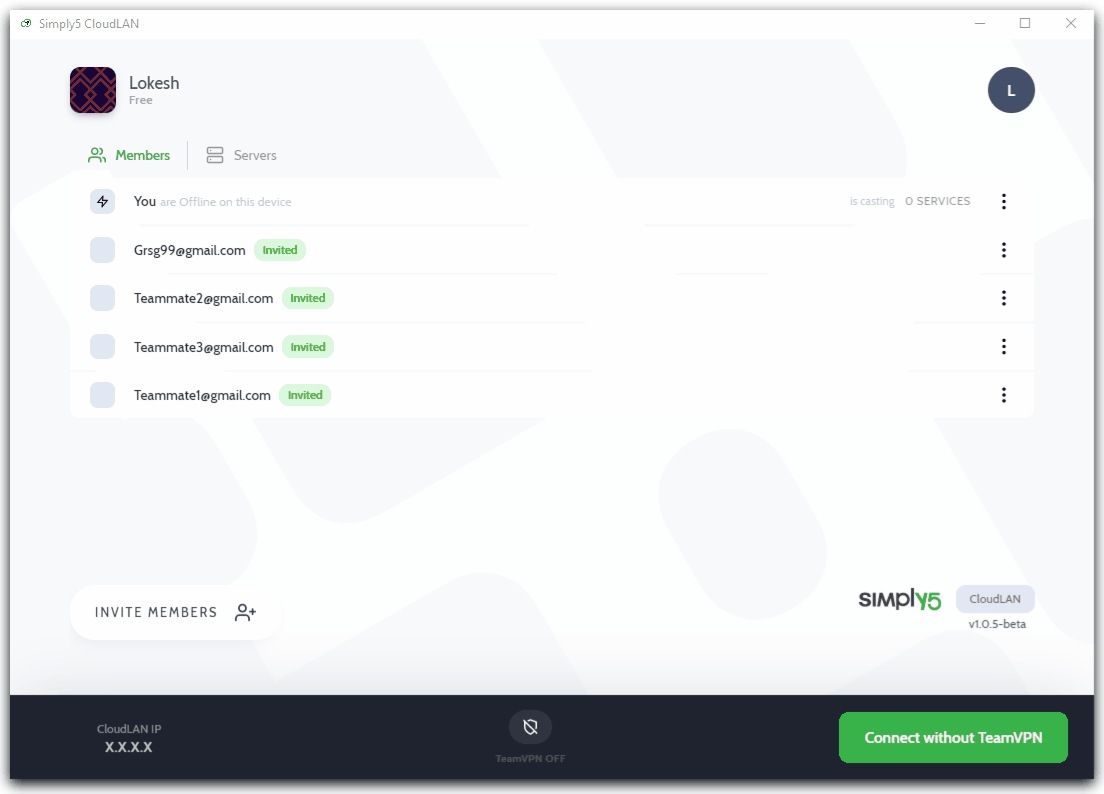 Simply5 CloudLAN
Lokesh
Free
L
Members
Servers
You are Offline on this device
is casting 0 SERVICES
Grsg99@gmail.com Invited
Teammate2@gmail.com Invited
Teammate3@gmail.com Invited
Teammate1@gmail.com Invited
INVITE MEMBERS
simply5 CloudLAN
v1.0.5-beta
CloudLAN IP
X.X.X.X
TeamVPN OFF
Connect without TeamVPN